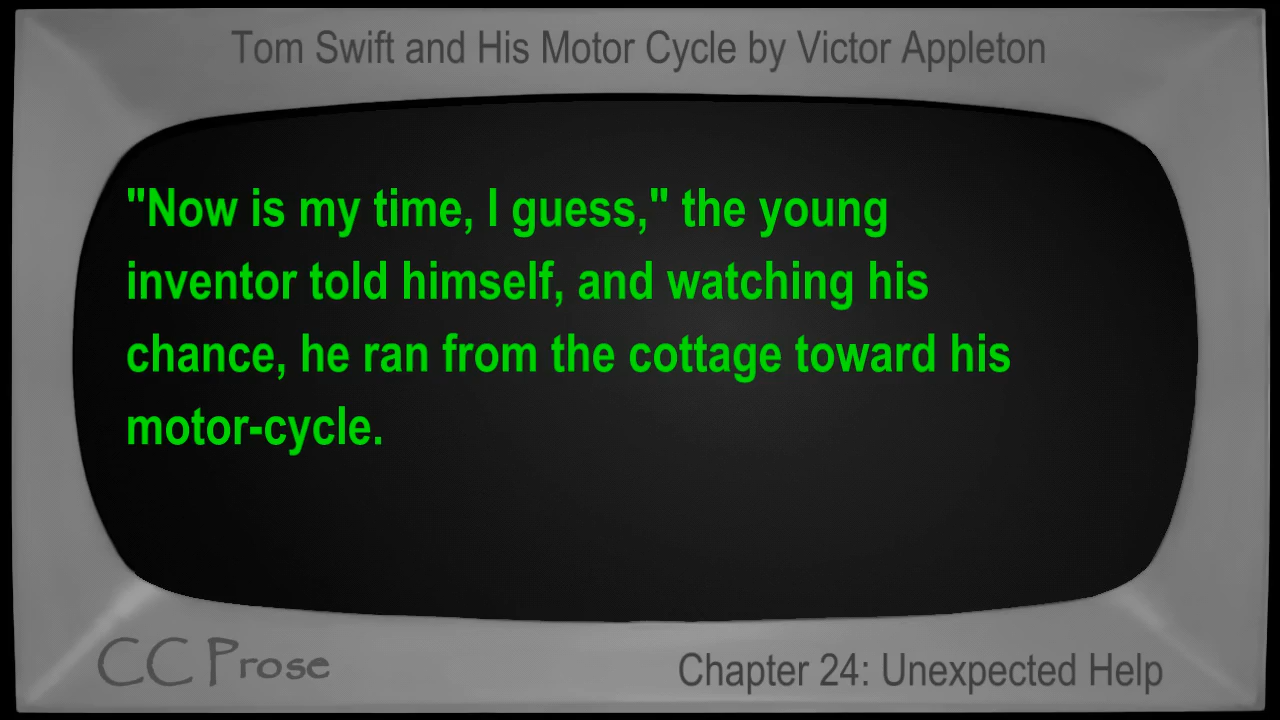 Tom Swift and His Motor Cycle by Victor Appleton
"Now is my time, I guess," the young
inventor told himself, and watching his
chance, he ran from the cottage toward his
motor-cycle.
CC Prose
Chapter 24: Unexpected Help